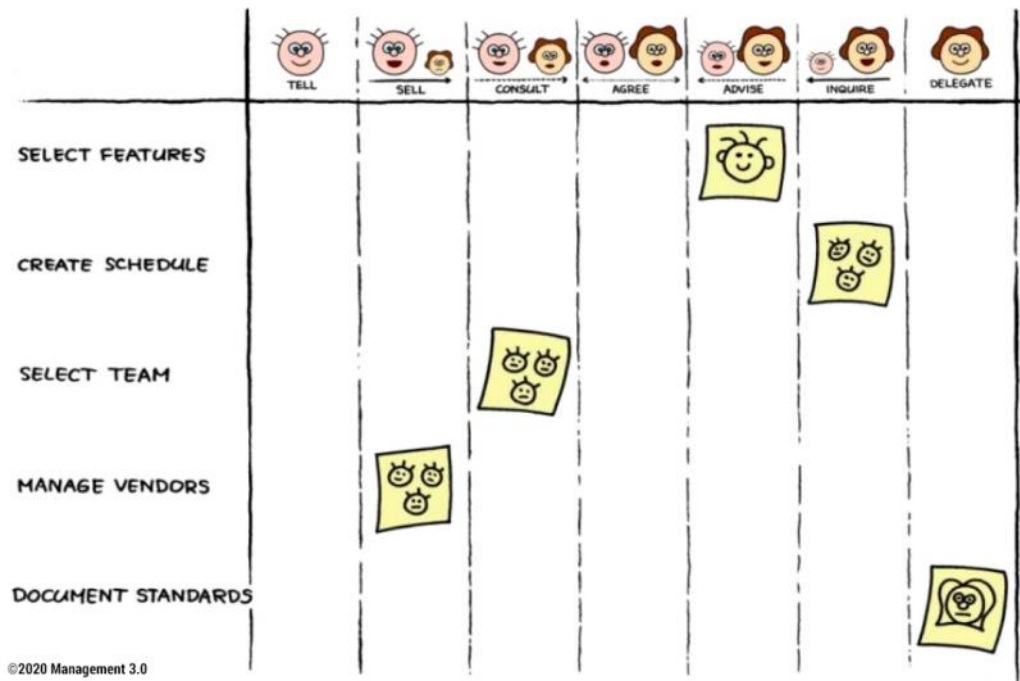 TELL
SELL
CONSULT
AGREE
ADVISE
INQUIRE
DELEGATE
SELECT FEATURES
CREATE SCHEDULE
SELECT TEAM
MANAGE VENDORS
DOCUMENT STANDARDS
©2020 Management 3.0